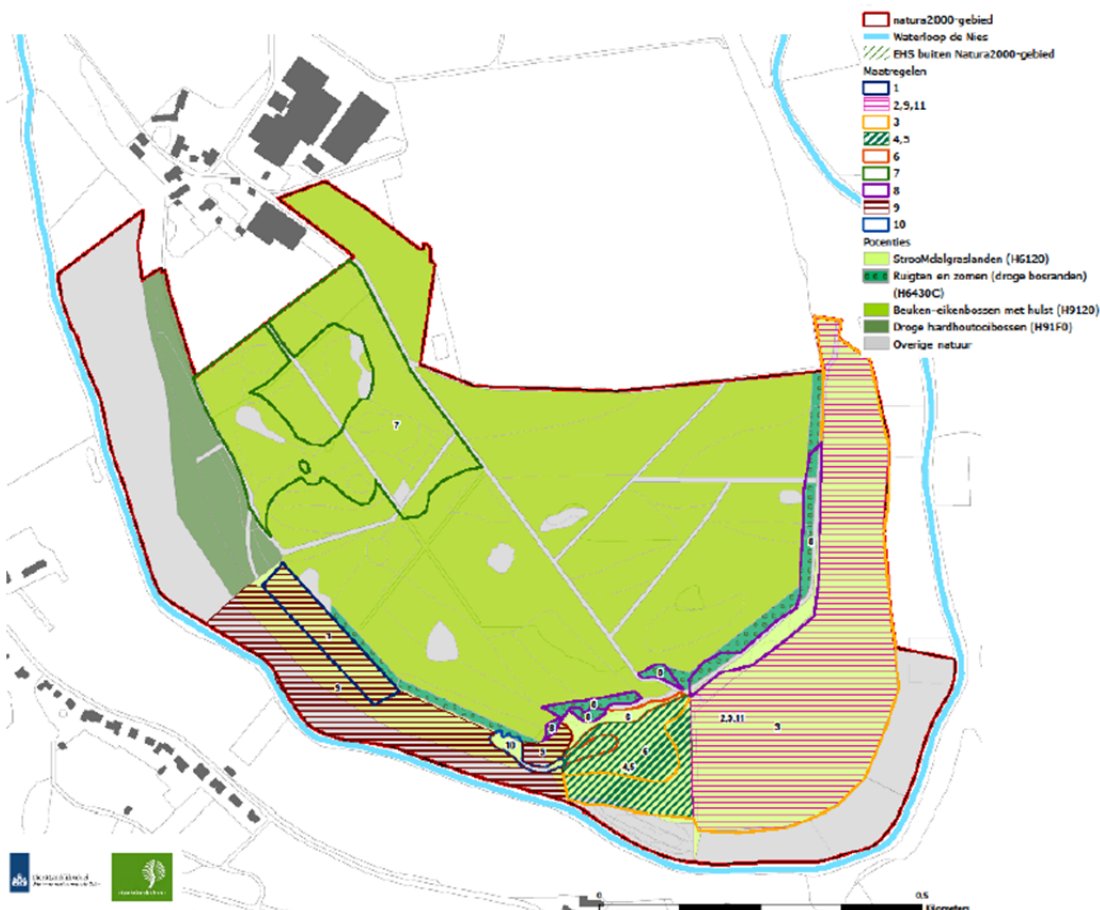 natura2000-gebied
Waterloop de Nies
EHS buiten Natura2000-gebied
Maatregelen
1
2,9,11
3
4,5
6
7
8
9
10
Potenties
StrooMdalgraslanden (H6120)
Ruigten en zomen (droge bosranden)
(H6430C)
Beuken-eikenbossen met hulst (H9120)
Droge hardhoutooibossen (H91F0)
Overige natuur
7
8
9
8
8
8
6
8
2,9,11
3
10
4,5
0
0.5
Kilometers